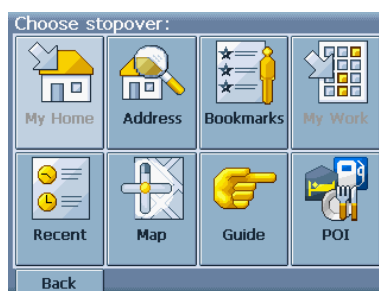 Choose stopover:
My Home Address Bookmarks My Work
Recent Map Guide POI
Back